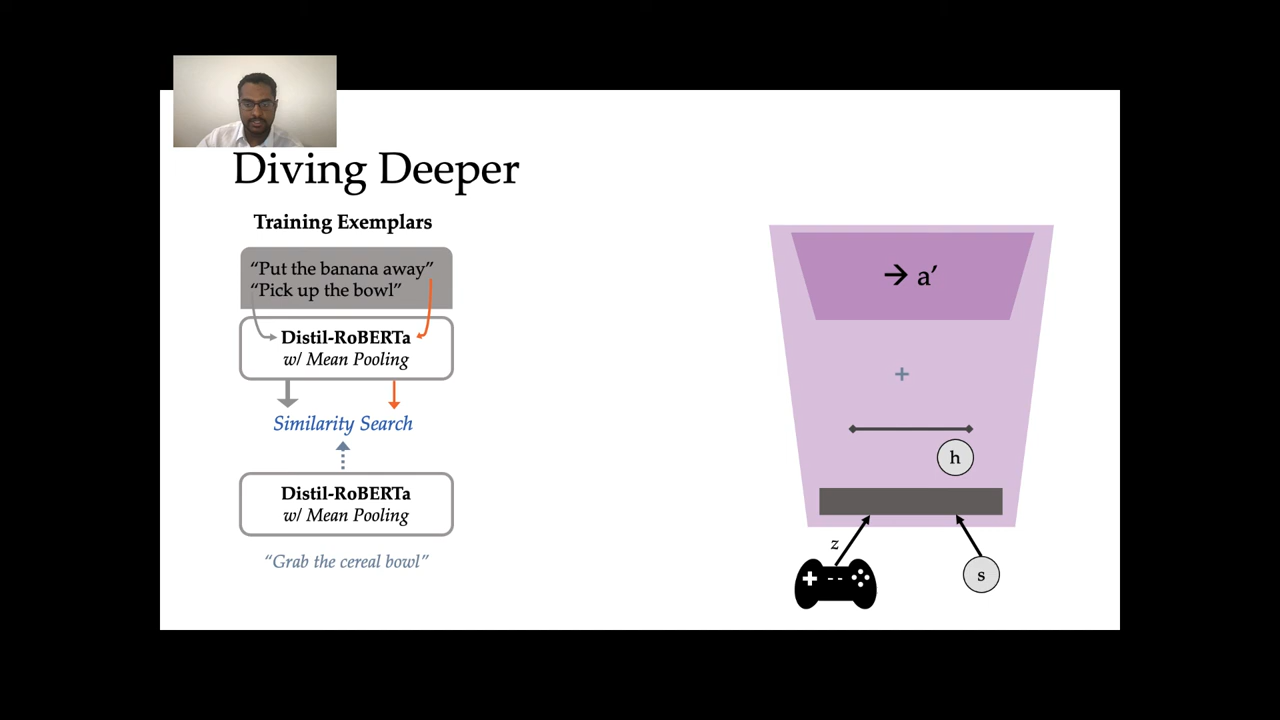 Diving Deeper
Training Exemplars
“Put the banana away”
“Pick up the bowl”
Distil-RoBERTa
w/ Mean Pooling
Similarity Search
Distil-RoBERTa
w/ Mean Pooling
“Grab the cereal bowl”
→ a′
+
h
z
s